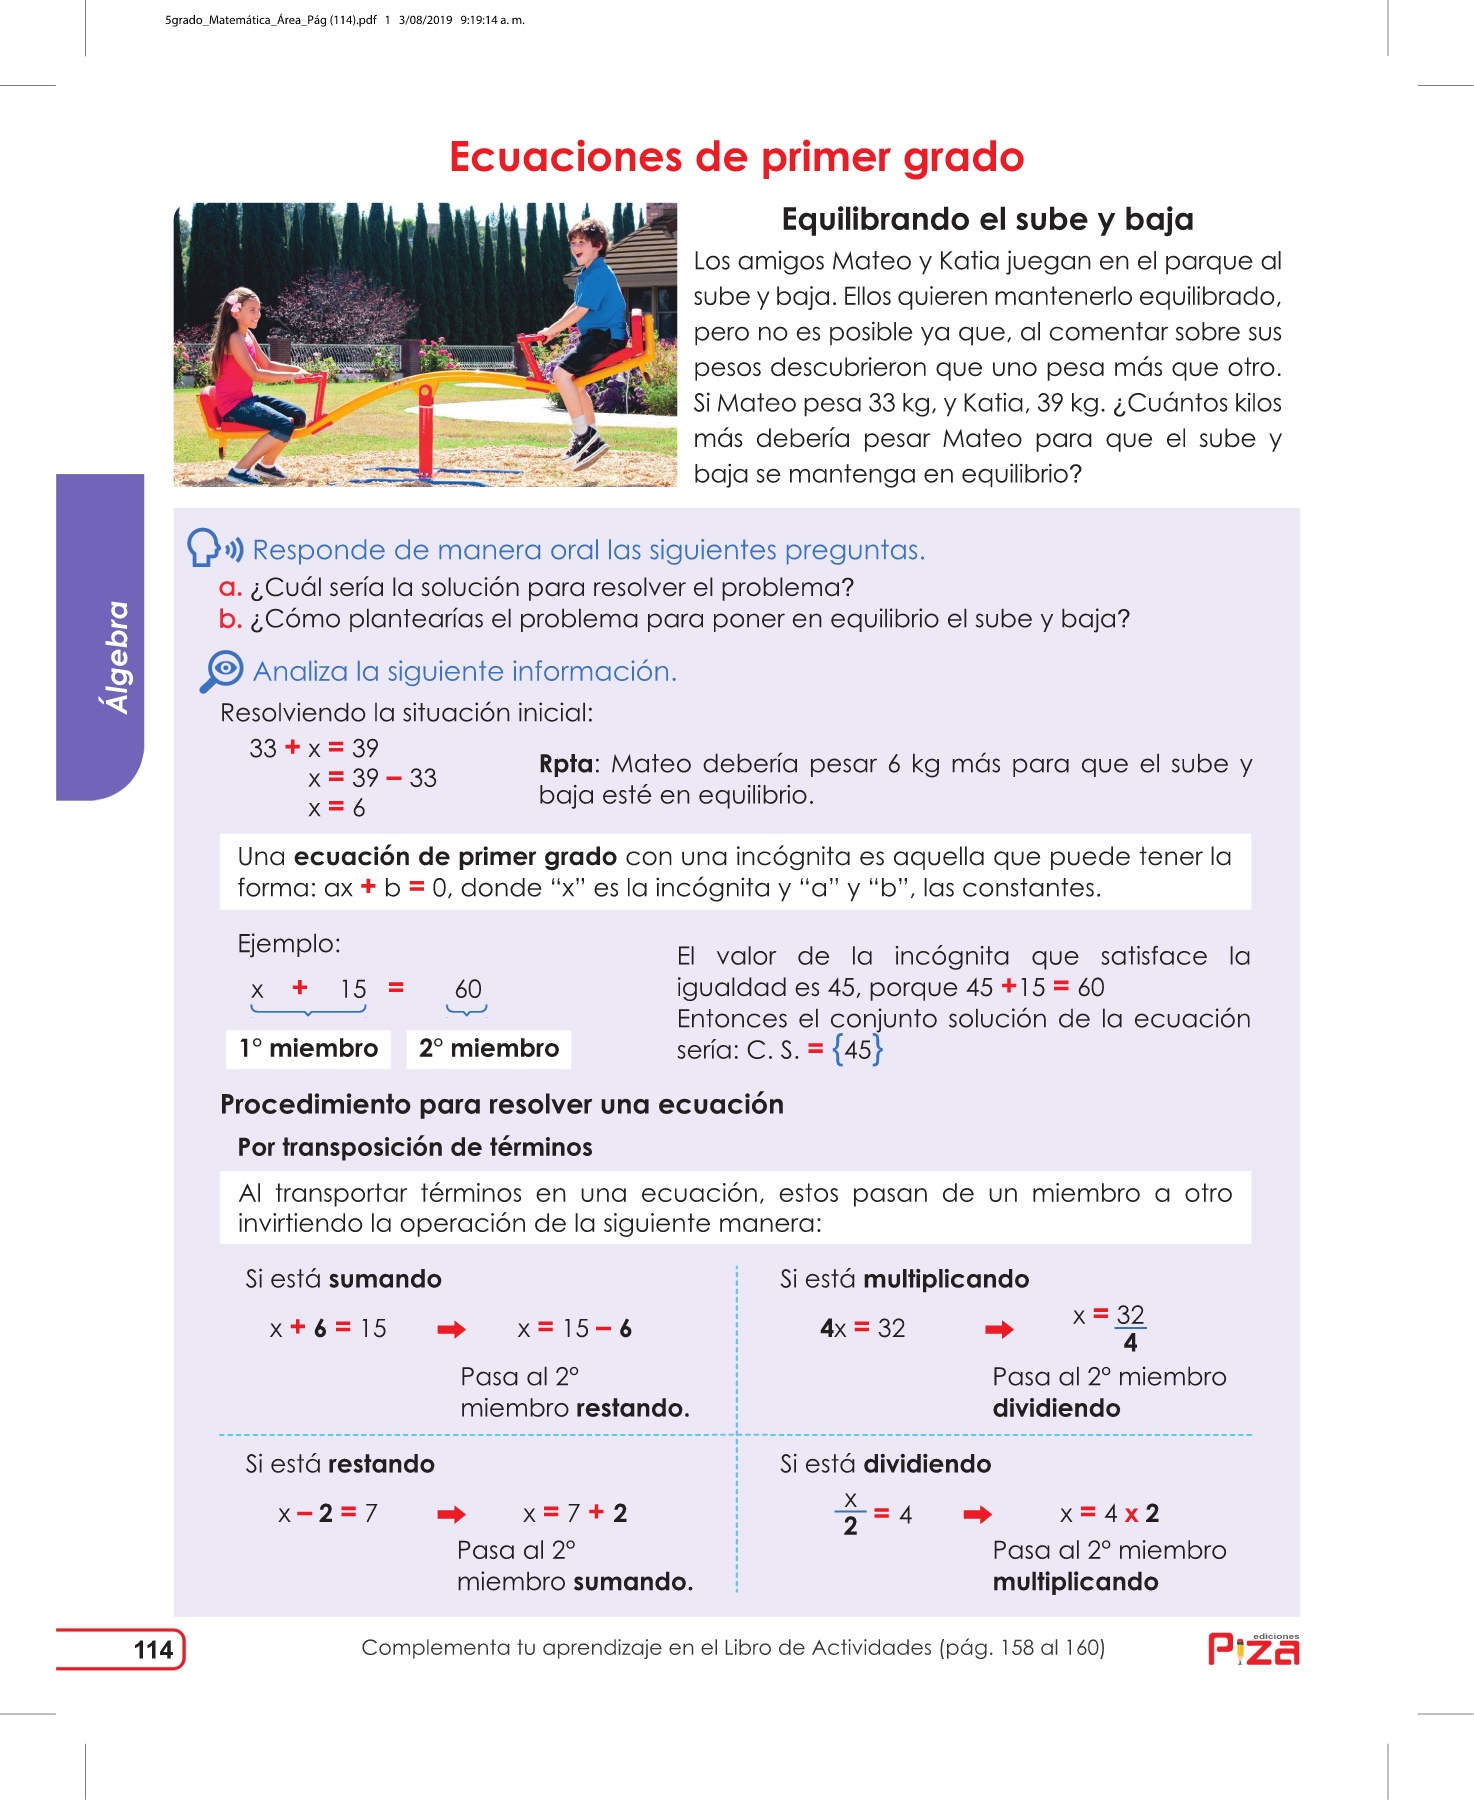 5grado_Matemática_Área_Pág (114).pdf   1   3/08/2019   9:19:14 a. m.
Ecuaciones de primer grado
Equilibrando el sube y baja
Los amigos Mateo y Katia juegan en el parque al
sube y baja. Ellos quieren mantenerlo equilibrado,
pero no es posible ya que, al comentar sobre sus
pesos descubrieron que uno pesa más que otro.
Si Mateo pesa 33 kg, y Katia, 39 kg. ¿Cuántos kilos
más debería pesar Mateo para que el sube y
baja se mantenga en equilibrio?
Álgebra
Responde de manera oral las siguientes preguntas.
a. ¿Cuál sería la solución para resolver el problema?
b. ¿Cómo plantearías el problema para poner en equilibrio el sube y baja?
Analiza la siguiente información.
Resolviendo la situación inicial:
33 + x = 39
x = 39 – 33
x = 6
Rpta: Mateo debería pesar 6 kg más para que el sube y
baja esté en equilibrio.
Una ecuación de primer grado con una incógnita es aquella que puede tener la
forma: ax + b = 0, donde “x” es la incógnita y “a” y “b”, las constantes.
Ejemplo:
x + 15 = 60
1° miembro 2° miembro
El valor de la incógnita que satisface la
igualdad es 45, porque 45 +15 = 60
Entonces el conjunto solución de la ecuación
sería: C. S. = {45}
Procedimiento para resolver una ecuación
Por transposición de términos
Al transportar términos en una ecuación, estos pasan de un miembro a otro
invirtiendo la operación de la siguiente manera:
Si está sumando
x + 6 = 15 ➡ x = 15 – 6
Pasa al 2°
miembro restando.
Si está multiplicando
4x = 32 ➡ x = 32/4
Pasa al 2° miembro
dividiendo
Si está restando
x – 2 = 7 ➡ x = 7 + 2
Pasa al 2°
miembro sumando.
Si está dividiendo
x/2 = 4 ➡ x = 4 x 2
Pasa al 2° miembro
multiplicando
114
Complementa tu aprendizaje en el Libro de Actividades (pág. 158 al 160)
ediciones
Piza